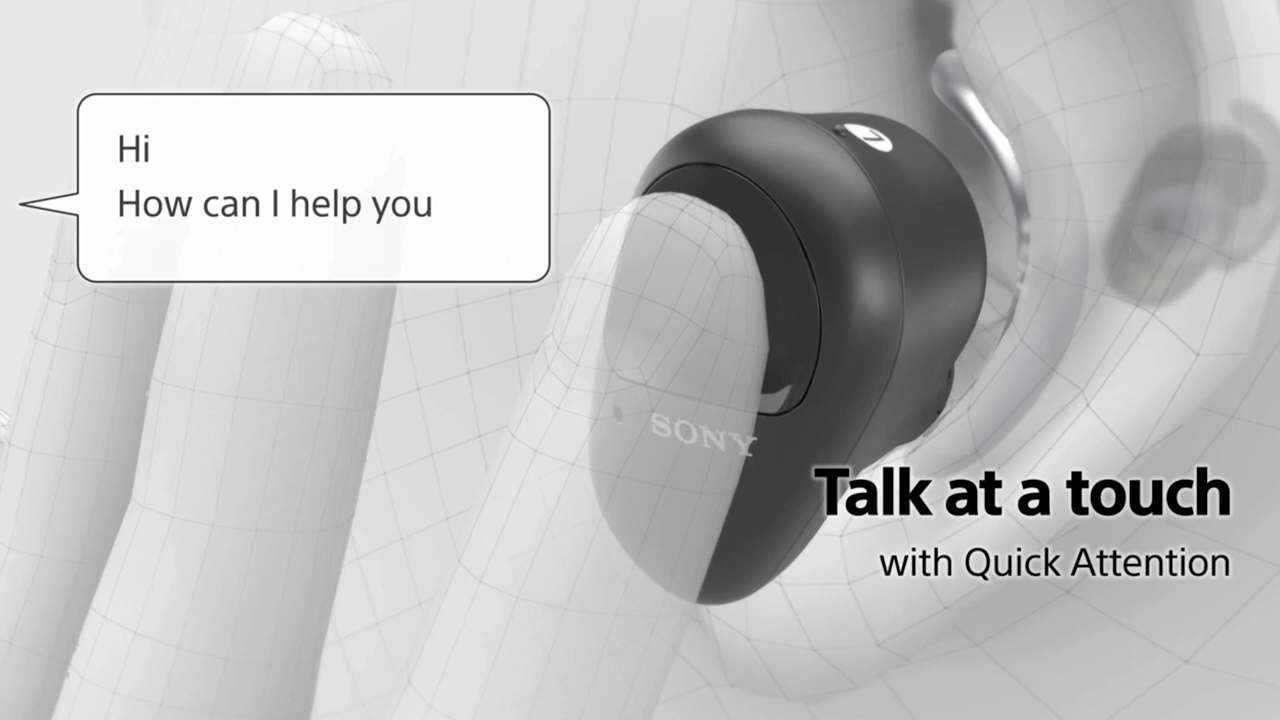 Hi
How can I help you
L
SONY
Talk at a touch
with Quick Attention